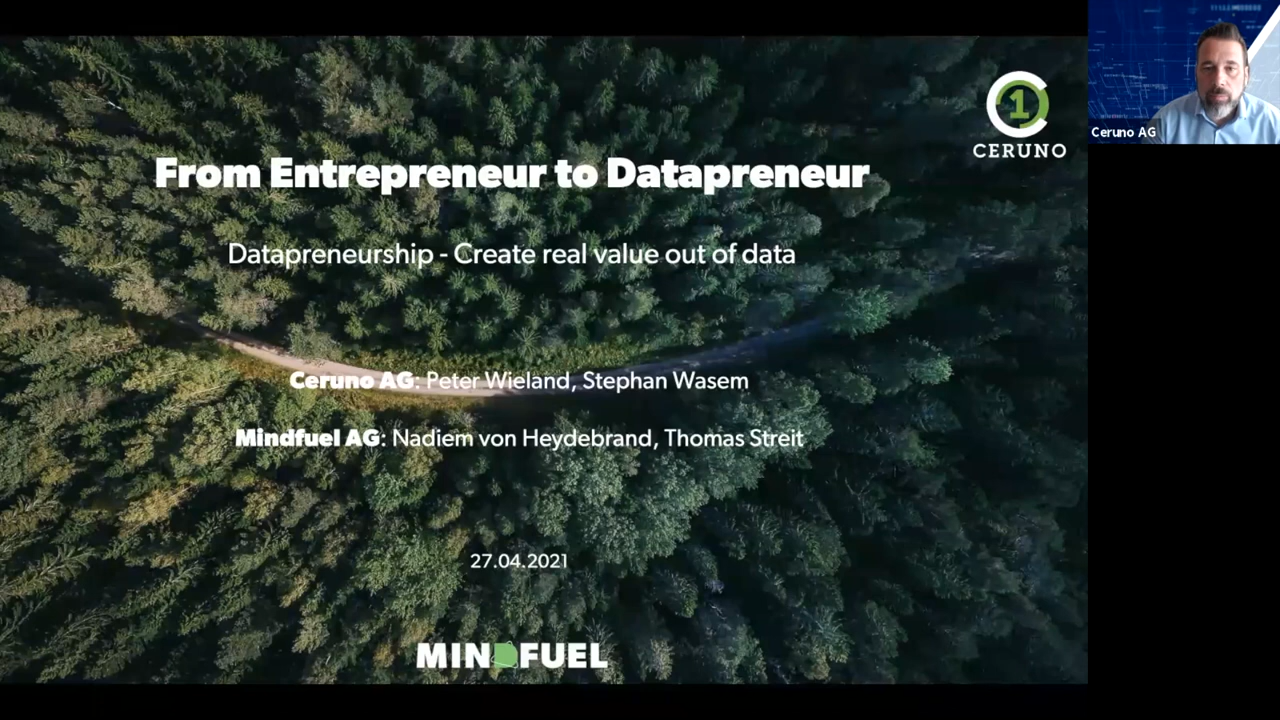 1
CERUNO
Ceruno AG
From Entrepreneur to Datapreneur
Datapreneurship - Create real value out of data
Ceruno AG: Peter Wieland, Stephan Wasem
Mindfuel AG: Nadiem von Heydebrand, Thomas Streit
27.04.2021
MINDFUEL